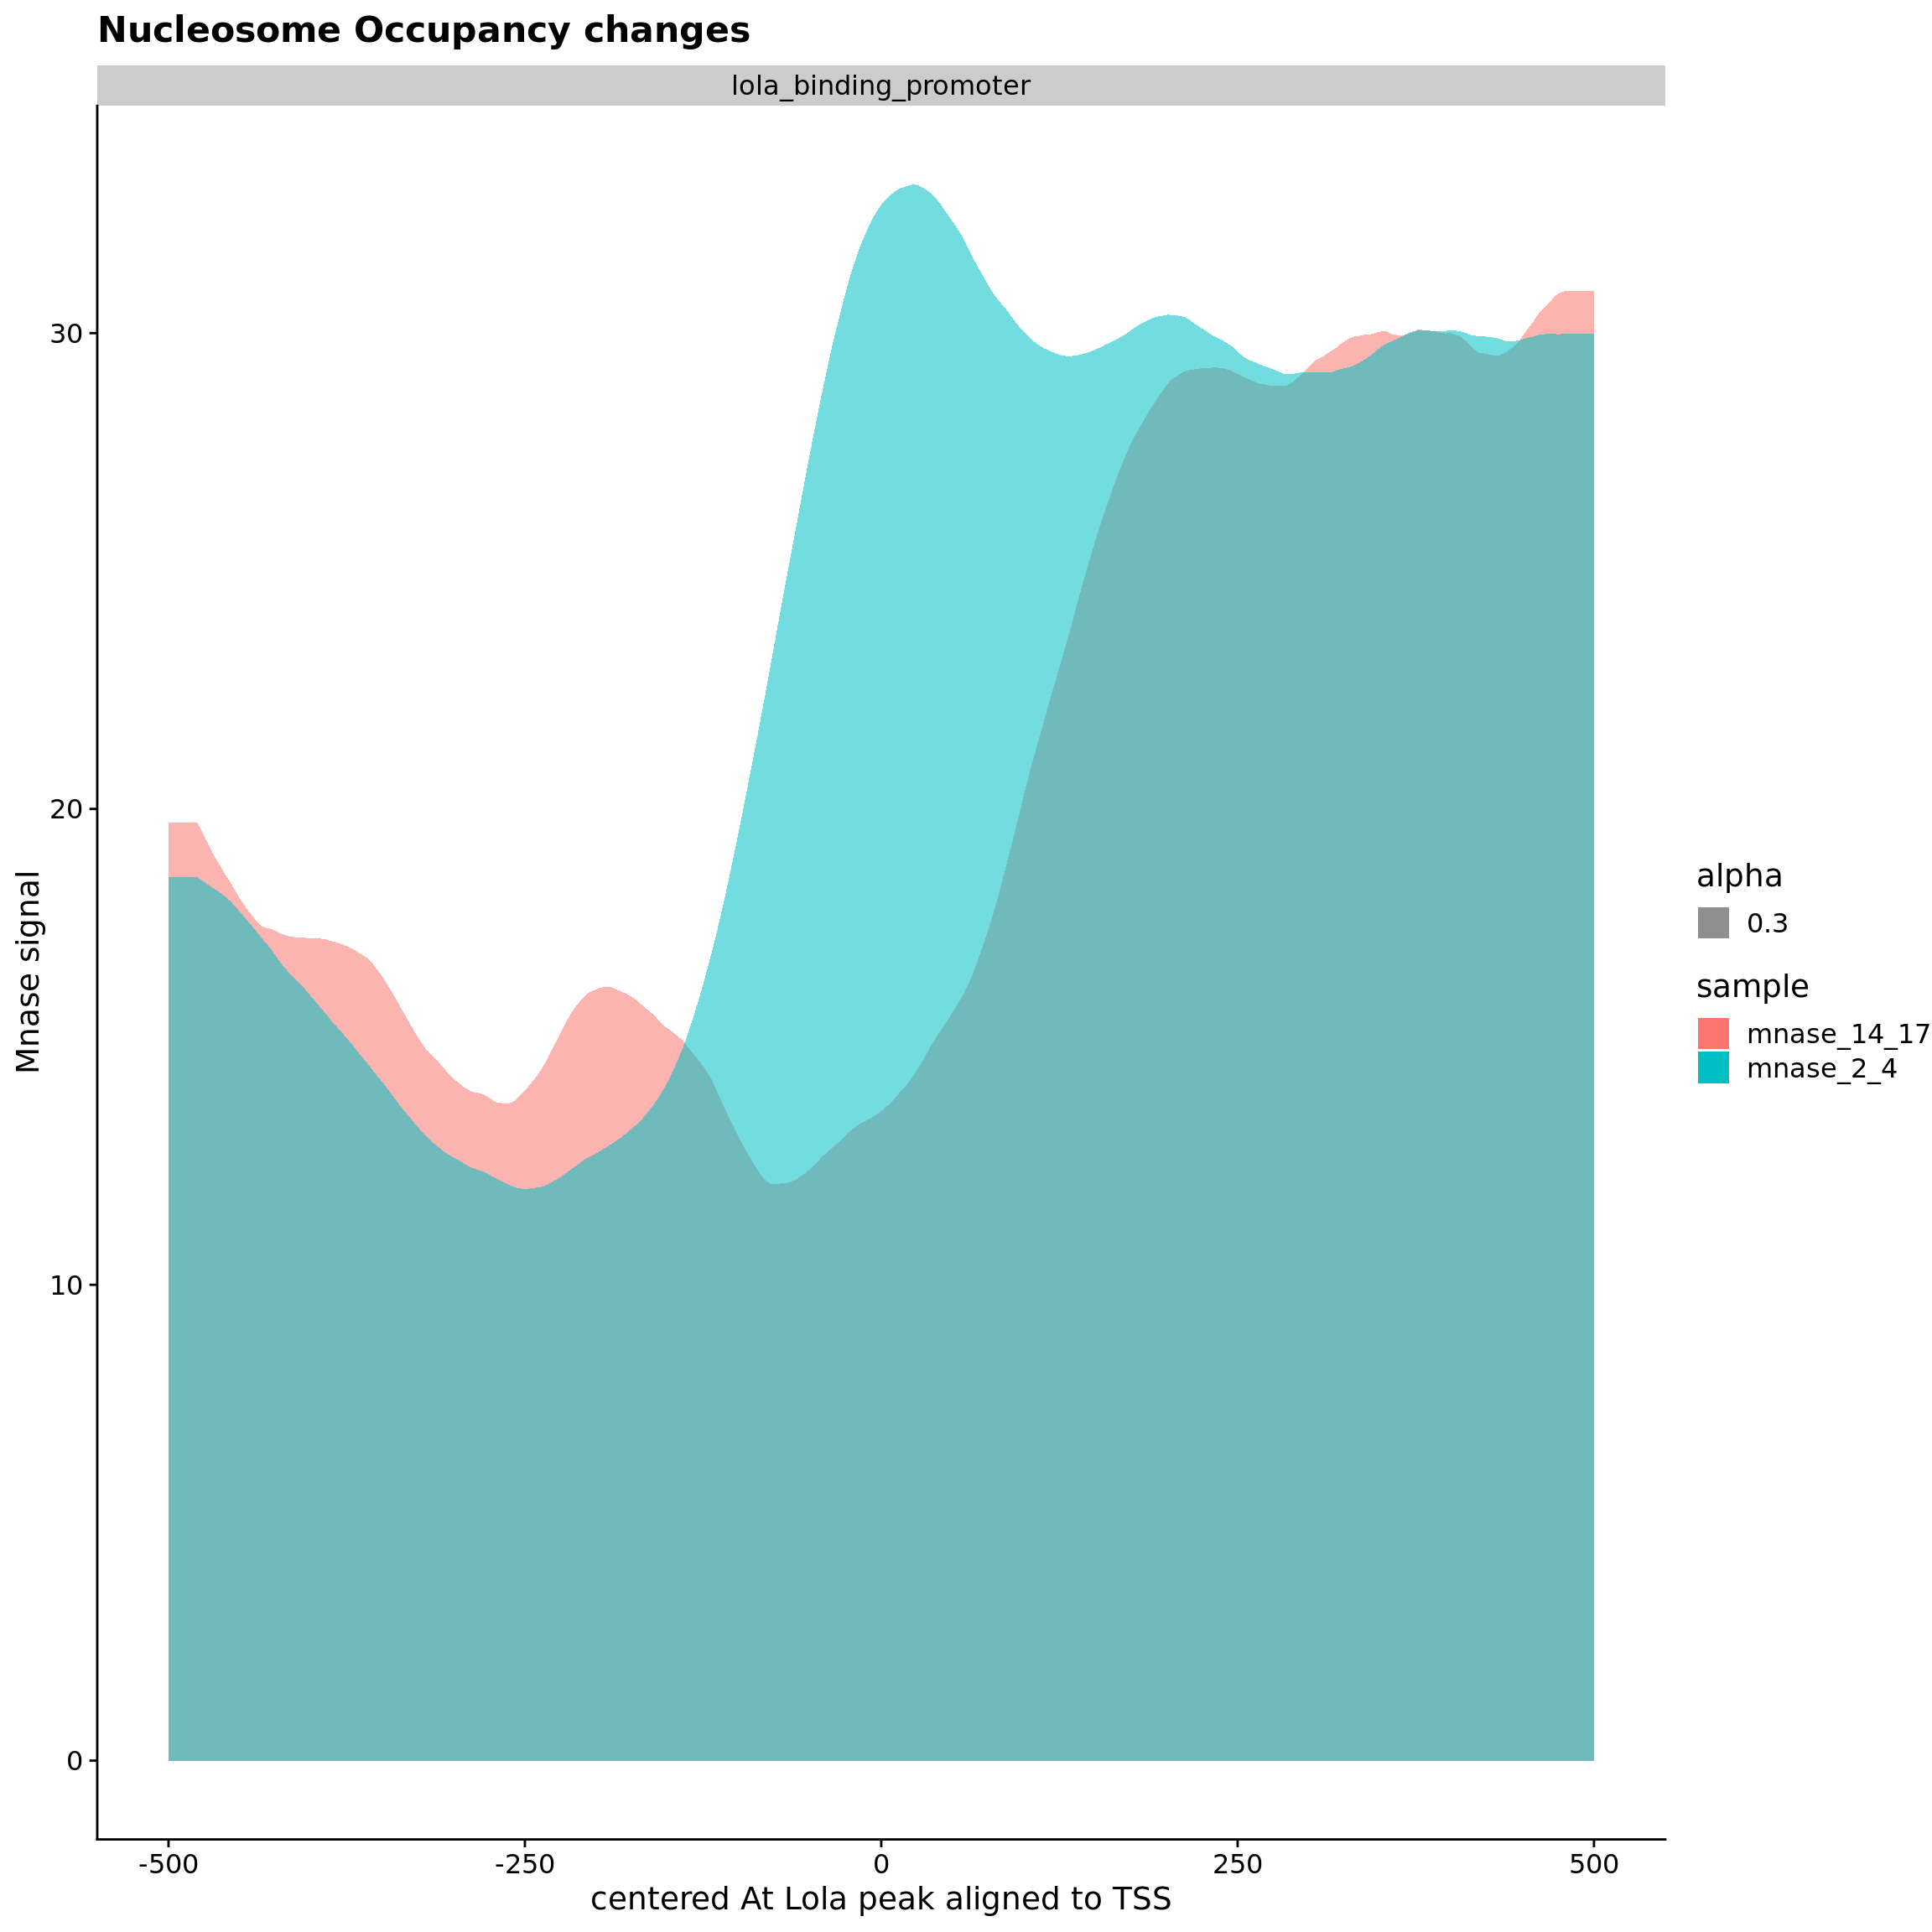 Nucleosome Occupancy changes
lola_binding_promoter
30
20
10
0
Mnase signal
-500
-250
0
250
500
centered At Lola peak aligned to TSS
alpha
0.3
sample
mnase_14_17
mnase_2_4